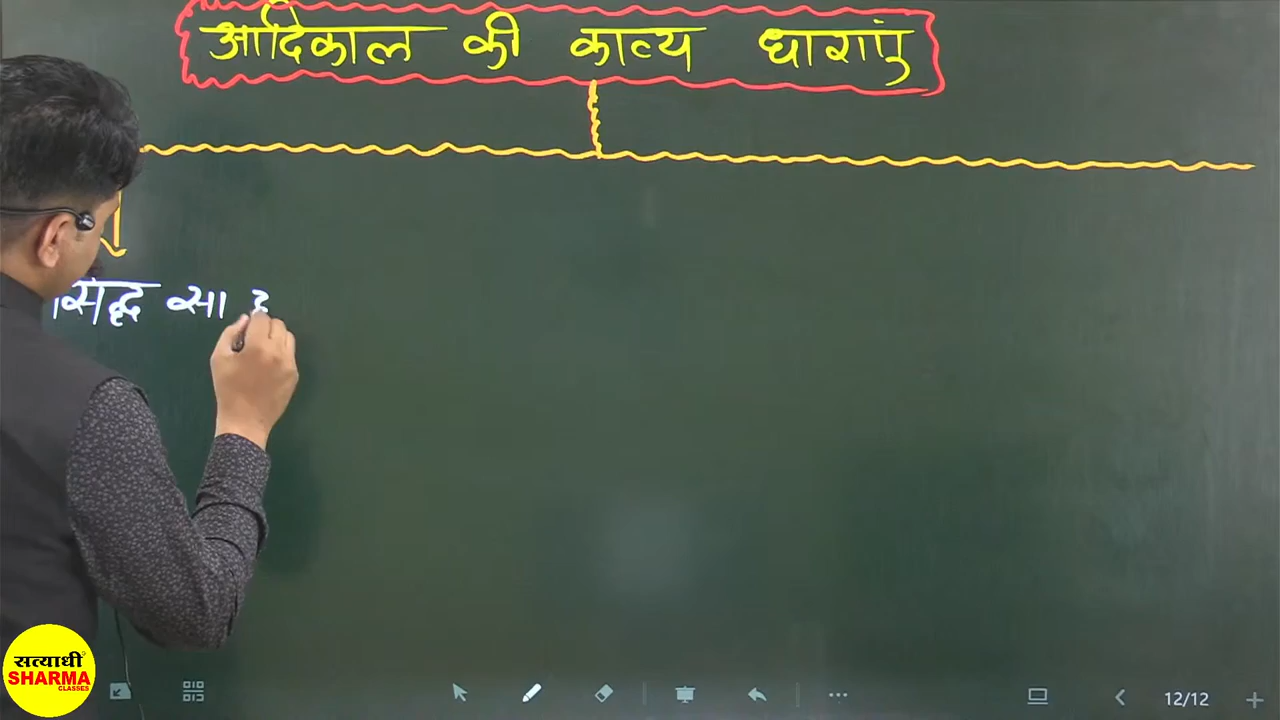 आदिकाल की काव्य धाराएं
सिद्ध सा
सत्यार्थी
SHARMA
CLASSES
12/12